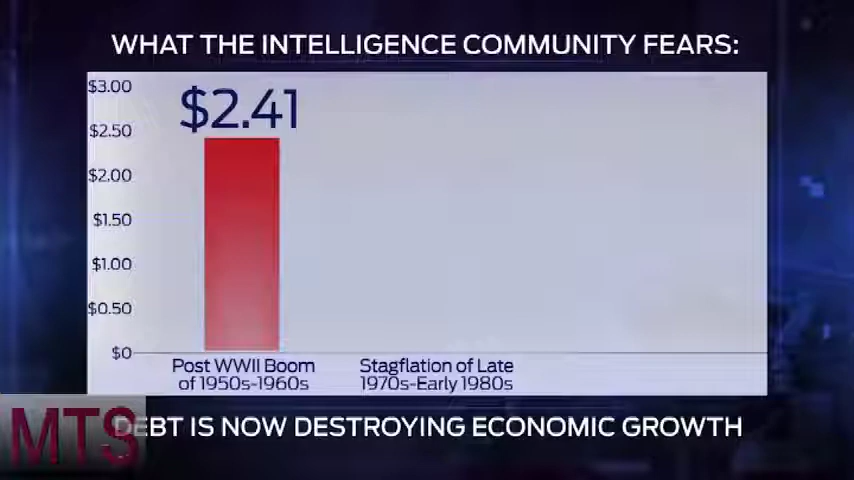 WHAT THE INTELLIGENCE COMMUNITY FEARS:
$3.00
$2.41
$2.50
$2.00
$1.50
$1.00
$0.50
$0
Post WWII Boom
of 1950s-1960s
Stagflation of Late
1970s-Early 1980s
MTS
DEBT IS NOW DESTROYING ECONOMIC GROWTH